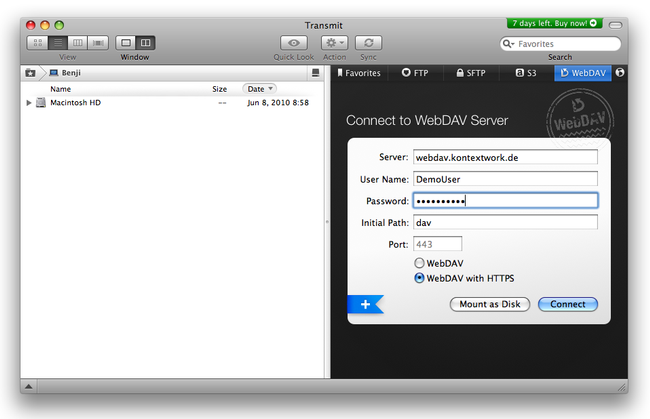 Transmit
7 days left. Buy now!
View
Window
Quick Look
Action
Sync
Favorites
Search
Benji
Name
Size
Date
Macintosh HD
--
Jun 8, 2010 8:58
Favorites
FTP
SFTP
S3
WebDAV
WebDAV
Connect to WebDAV Server
Server: webdav.kontextwork.de
User Name: DemoUser
Password: ••••••••••
Initial Path: dav
Port: 443
WebDAV
WebDAV with HTTPS
Mount as Disk
Connect